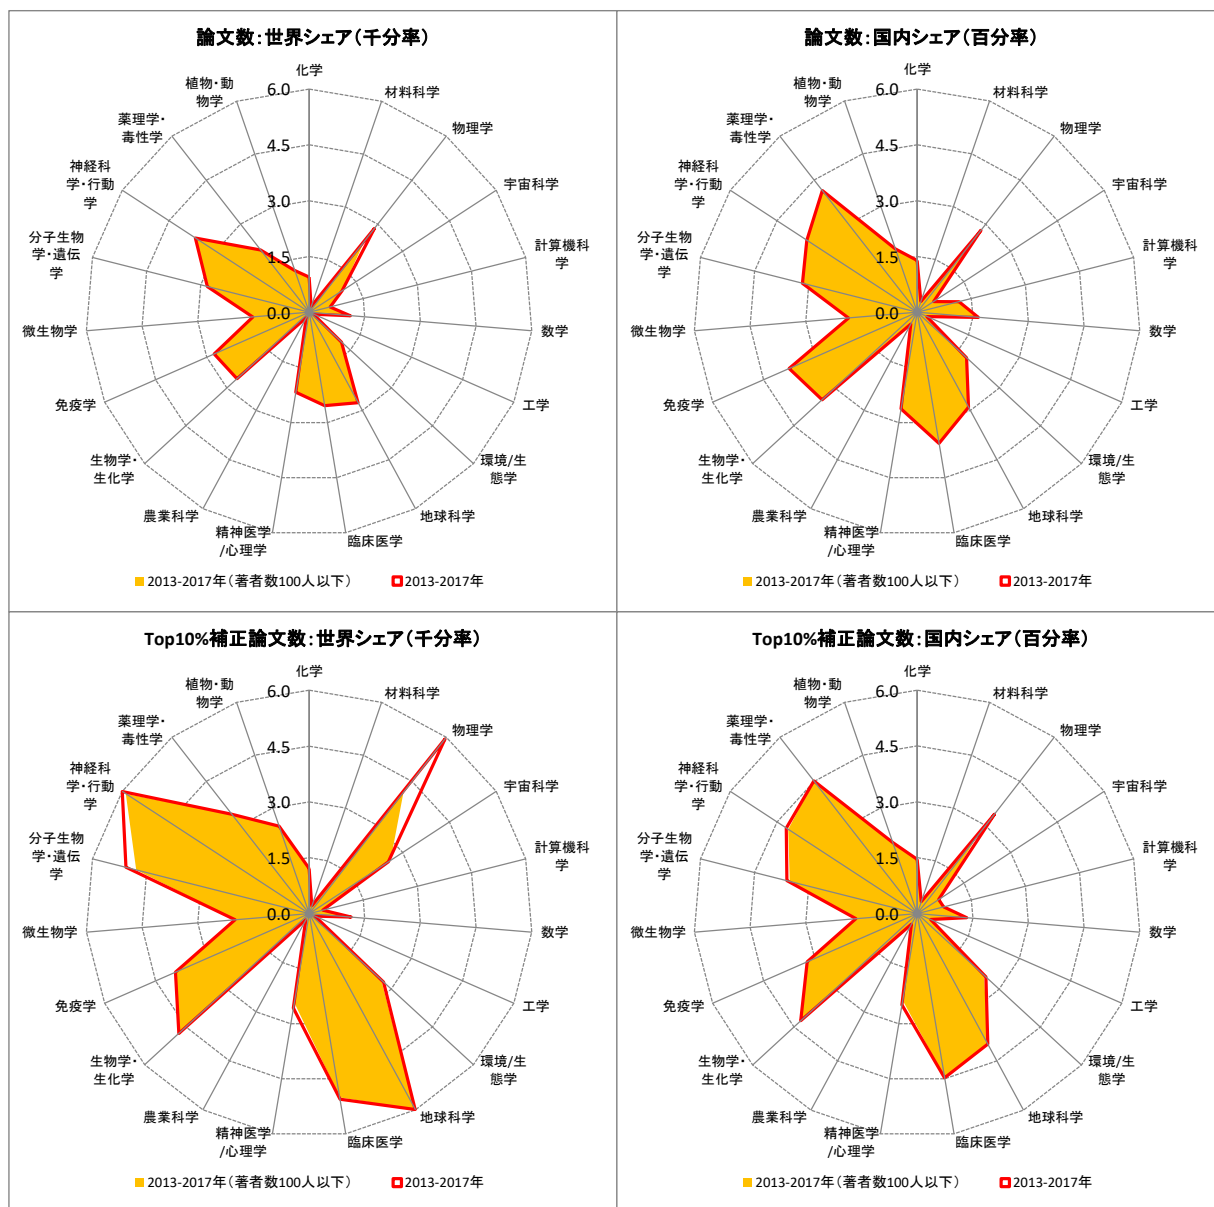 論文数：世界シェア（千分率）
化学
材料科学
物理学
宇宙科学
計算機科
学
数学
工学
環境/生
態学
地球科学
臨床医学
精神医学
/心理学
農業科学
生物学・
生化学
免疫学
微生物学
分子生物
学・遺伝
学
神経科
学・行動
学
薬理学・
毒性学
植物・動
物学
6.0
4.5
3.0
1.5
0.0
2013-2017年（著者数100人以下）
2013-2017年
論文数：国内シェア（百分率）
化学
材料科学
物理学
宇宙科学
計算機科
学
数学
工学
環境/生
態学
地球科学
臨床医学
精神医学
/心理学
農業科学
生物学・
生化学
免疫学
微生物学
分子生物
学・遺伝
学
神経科
学・行動
学
薬理学・
毒性学
植物・動
物学
6.0
4.5
3.0
1.5
0.0
2013-2017年（著者数100人以下）
2013-2017年
Top10%補正論文数：世界シェア（千分率）
化学
材料科学
物理学
宇宙科学
計算機科
学
数学
工学
環境/生
態学
地球科学
臨床医学
精神医学
/心理学
農業科学
生物学・
生化学
免疫学
微生物学
分子生物
学・遺伝
学
神経科
学・行動
学
薬理学・
毒性学
植物・動
物学
6.0
4.5
3.0
1.5
0.0
2013-2017年（著者数100人以下）
2013-2017年
Top10%補正論文数：国内シェア（百分率）
化学
材料科学
物理学
宇宙科学
計算機科
学
数学
工学
環境/生
態学
地球科学
臨床医学
精神医学
/心理学
農業科学
生物学・
生化学
免疫学
微生物学
分子生物
学・遺伝
学
神経科
学・行動
学
薬理学・
毒性学
植物・動
物学
6.0
4.5
3.0
1.5
0.0
2013-2017年（著者数100人以下）
2013-2017年